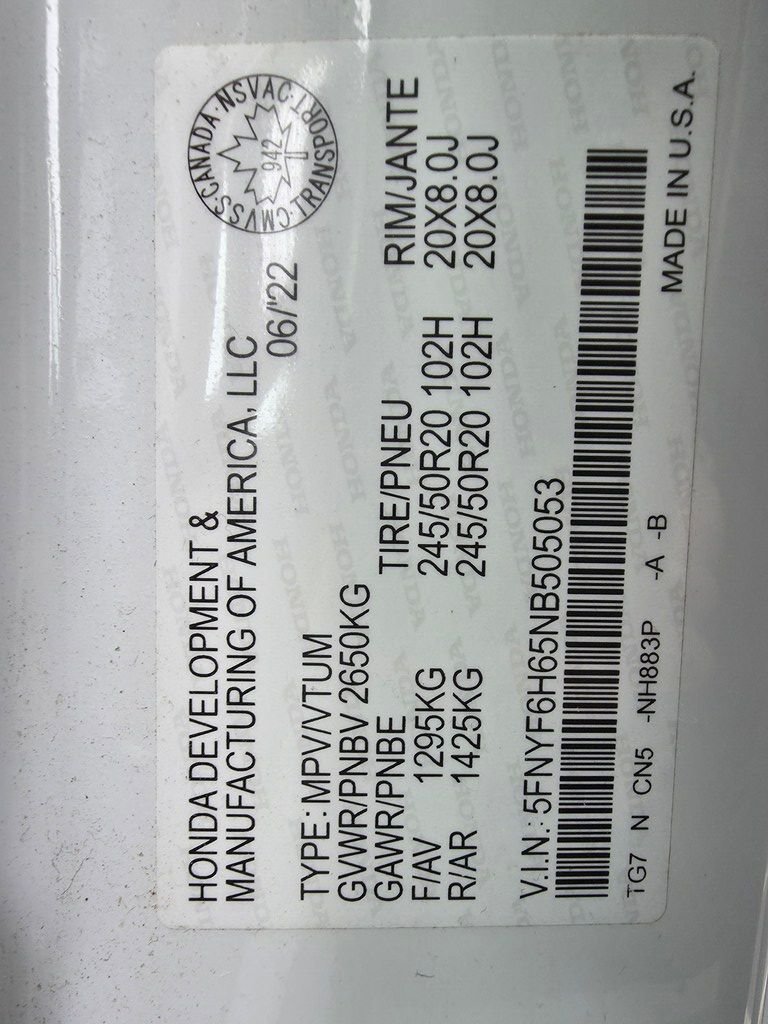 HONDA DEVELOPMENT &
MANUFACTURING OF AMERICA, LLC
06/'22
CMVSS · CANADA · NSVAC · TRANSPORT ·
942
TYPE: MPV/VTUM
GVWR/PNBV 2650KG
GAWR/PNBE TIRE/PNEU RIM/JANTE
F/AV 1295KG 245/50R20 102H 20X8.0J
R/AR 1425KG 245/50R20 102H 20X8.0J
V.I.N.: 5FNYF6H65NB505053
TG7 N CN5 -NH883P -A -B
MADE IN U.S.A.